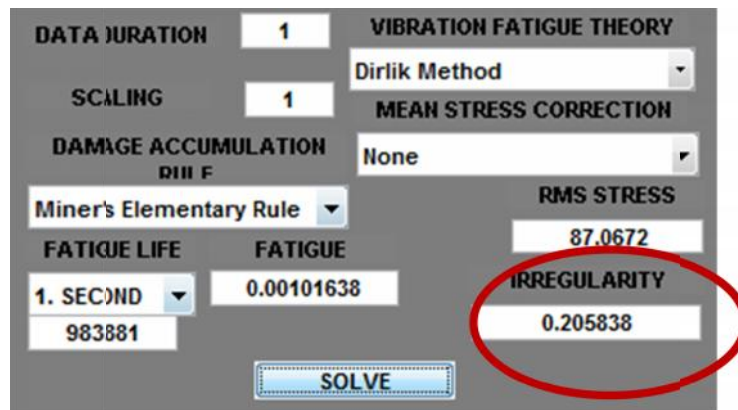 DATA DURATION 1
VIBRATION FATIGUE THEORY
Dirlik Method
SCALING 1
MEAN STRESS CORRECTION
None
DAMAGE ACCUMULATION
RULE
Miner's Elementary Rule
RMS STRESS
87.0672
FATIGUE LIFE
FATIGUE
1. SECOND
0.00101638
983881
IRREGULARITY
0.205838
SOLVE